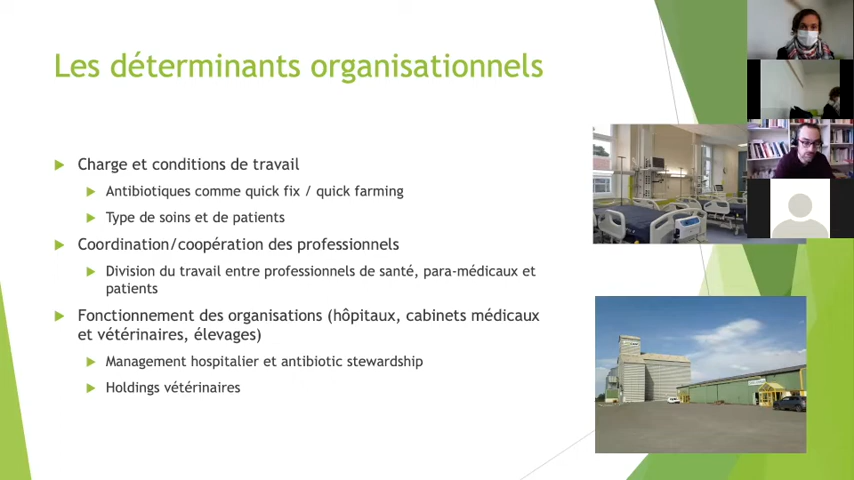 Les déterminants organisationnels
Charge et conditions de travail
Antibiotiques comme quick fix / quick farming
Type de soins et de patients
Coordination/coopération des professionnels
Division du travail entre professionnels de santé, para-médicaux et
patients
Fonctionnement des organisations (hôpitaux, cabinets médicaux
et vétérinaires, élevages)
Management hospitalier et antibiotic stewardship
Holdings vétérinaires